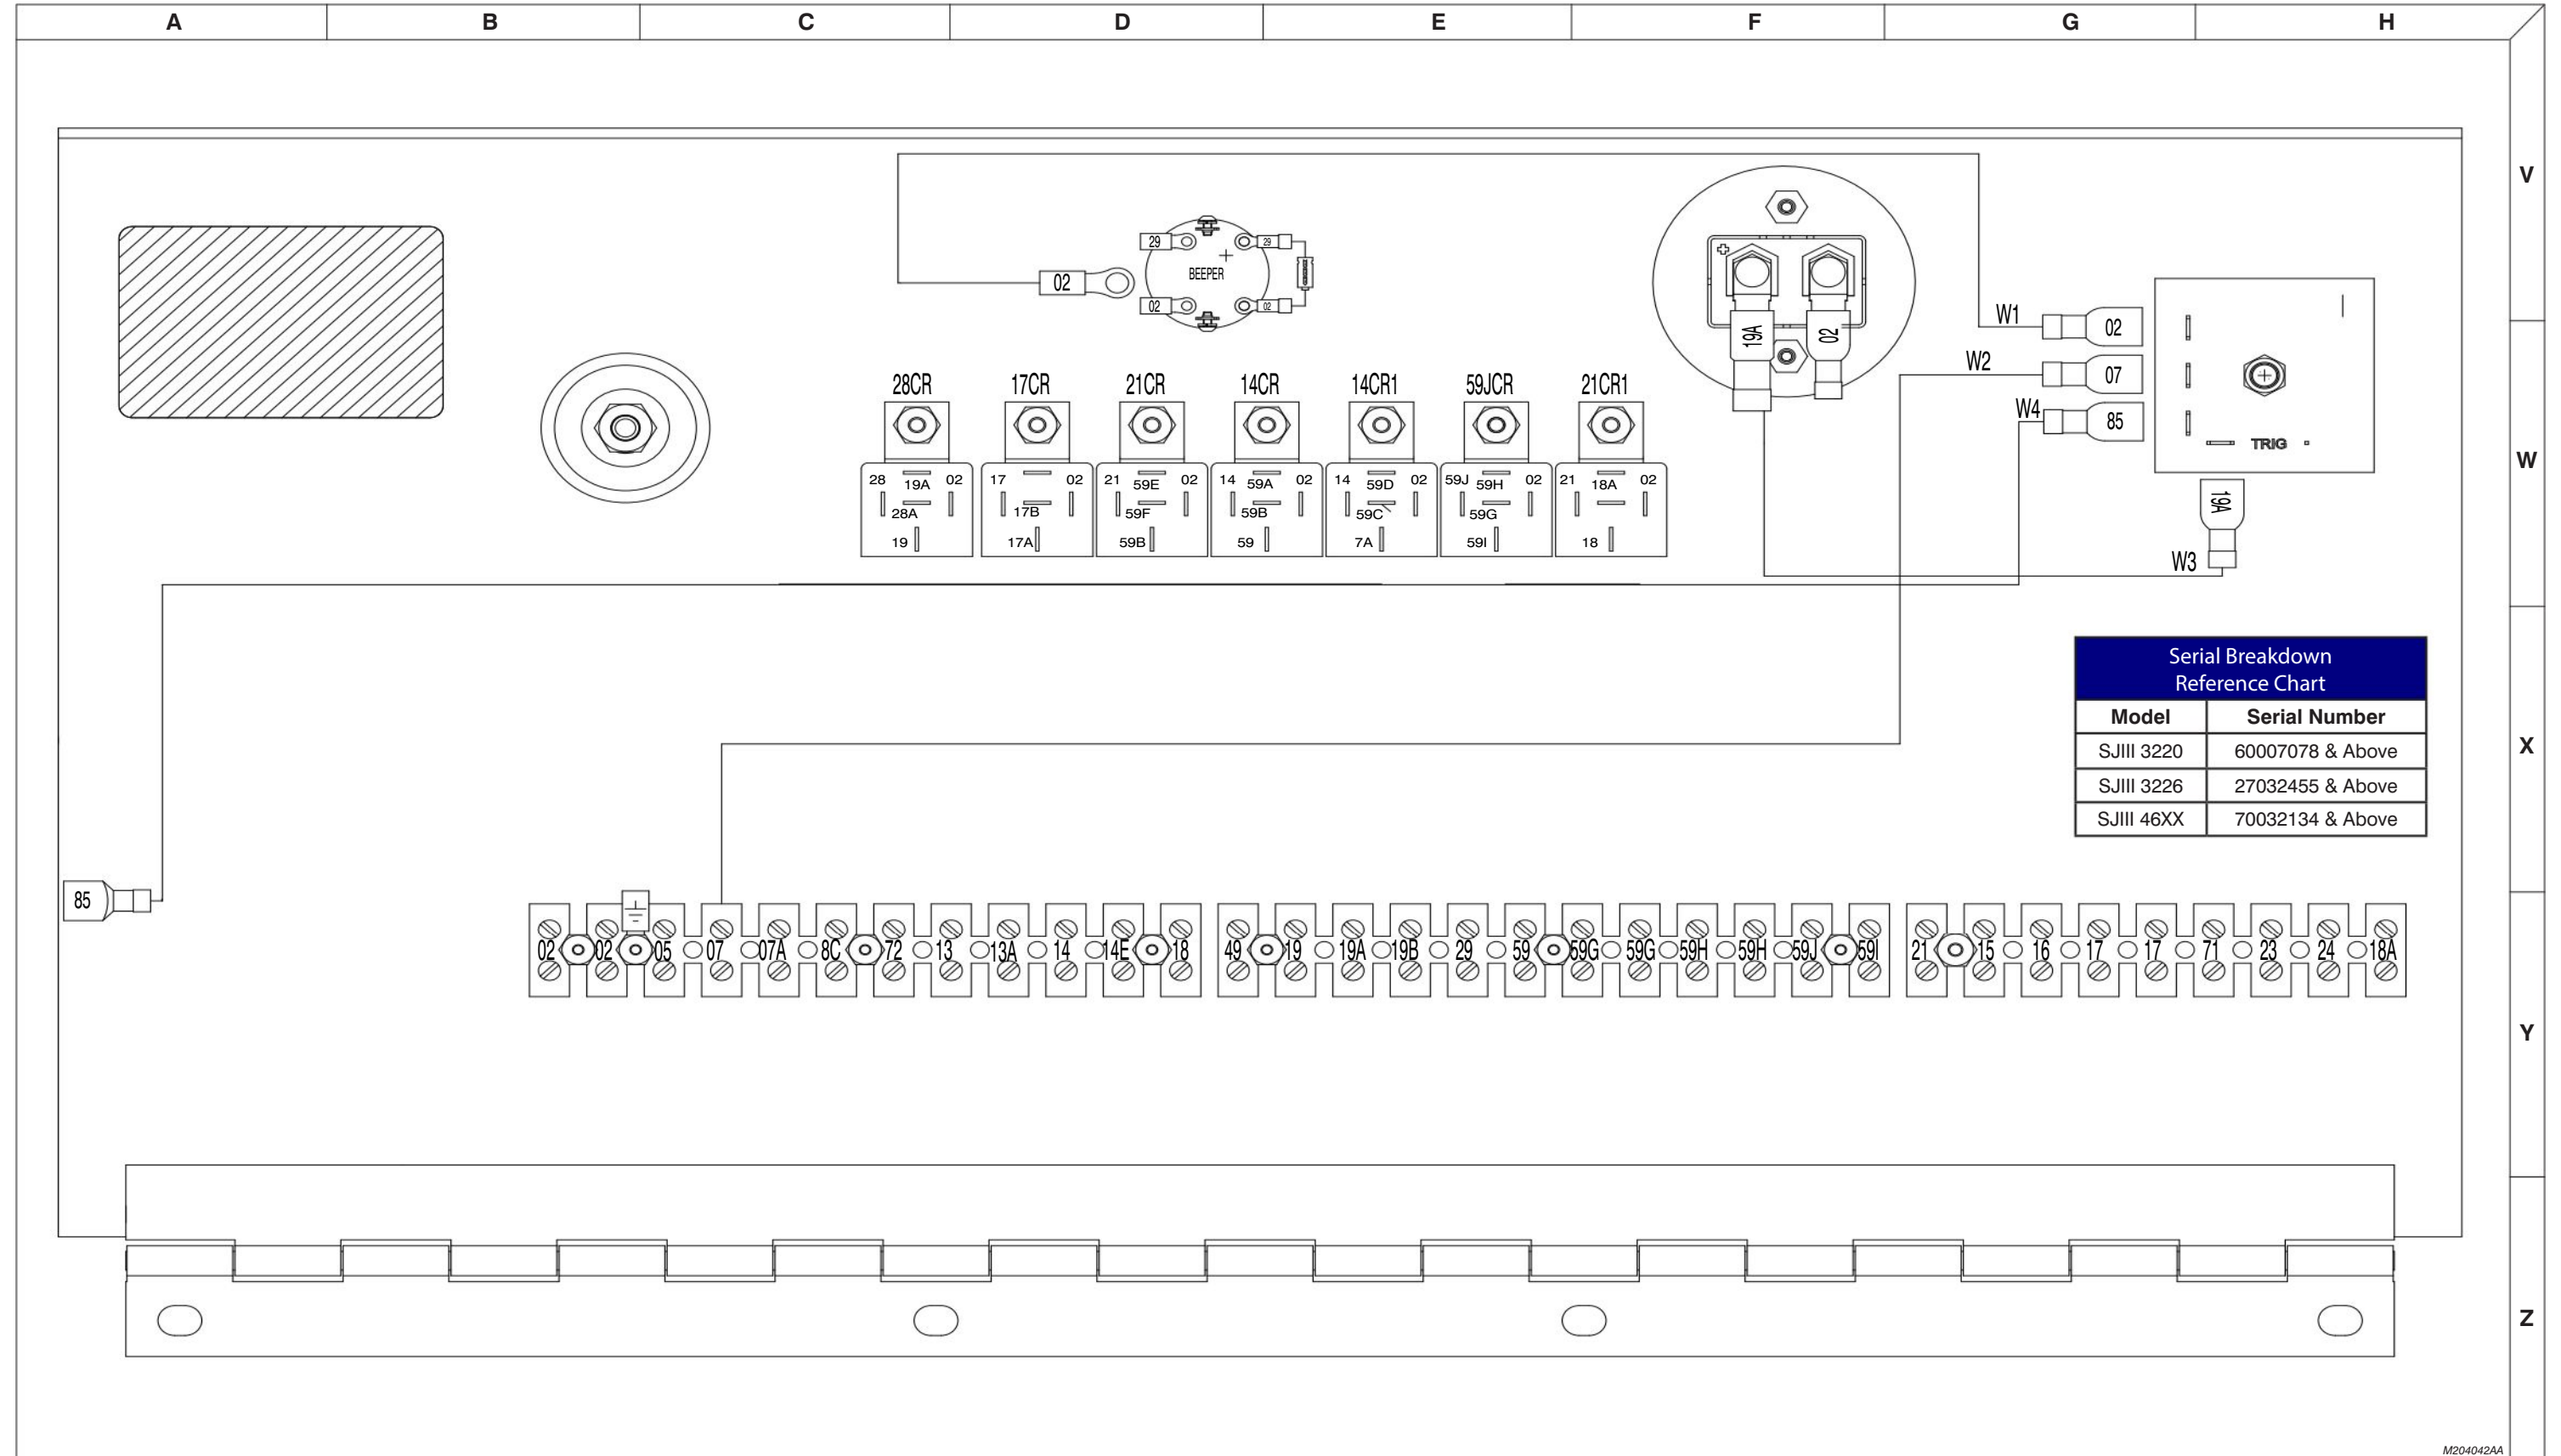 A B C D E F G H
V
29 29
BEEPER
02
02 02
19A 02
W1 02
W2 07
W4 85
TRIG
W
28CR 17CR 21CR 14CR 14CR1 59JCR 21CR1
28 19A 02 17 02 21 59E 02 14 59A 02 14 59D 02 59J 59H 02 21 18A 02
28A 17B 59F 59B 59C 59G
19 17A 59B 59 7A 59I 18
19A
W3
Serial Breakdown
Reference Chart
Model Serial Number
SJIII 3220 60007078 & Above
SJIII 3226 27032455 & Above
SJIII 46XX 70032134 & Above
X
85
02 02 05 07 07A 8C 72 13 13A 14 14E 18 49 19 19A 19B 29 59 59G 59G 59H 59H 59J 59I 21 15 16 17 17 71 23 24 18A
Y
Z
M204042AA